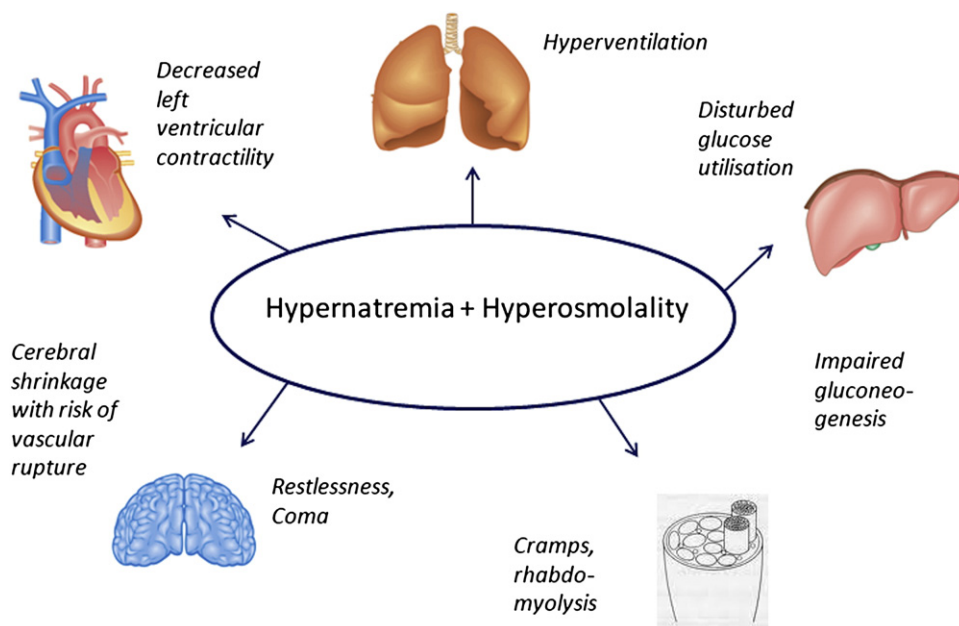 Hyperventilation
Decreased
left
ventricular
contractility
Disturbed
glucose
utilisation
Hypernatremia + Hyperosmolality
Cerebral
shrinkage
with risk of
vascular
rupture
Impaired
gluconeo-
genesis
Restlessness,
Coma
Cramps,
rhabdo-
myolysis